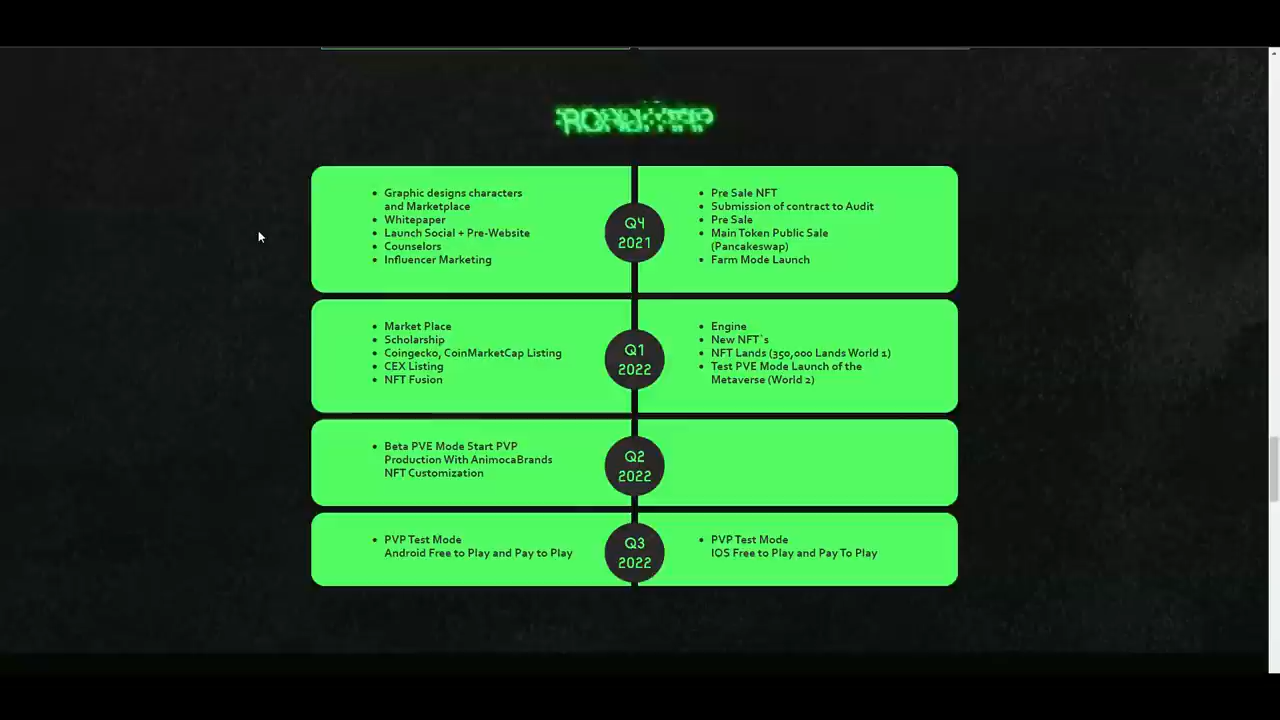 ROADMAP
Graphic designs characters
and Marketplace
Whitepaper
Launch Social + Pre-Website
Counselors
Influencer Marketing
Q4
2021
Pre Sale NFT
Submission of contract to Audit
Pre Sale
Main Token Public Sale
(Pancakeswap)
Farm Mode Launch
Market Place
Scholarship
Coingecko, CoinMarketCap Listing
CEX Listing
NFT Fusion
Q1
2022
Engine
New NFT`s
NFT Lands (350,000 Lands World 1)
Test PVE Mode Launch of the
Metaverse (World 2)
Beta PVE Mode Start PVP
Production With AnimocaBrands
NFT Customization
Q2
2022
PVP Test Mode
Android Free to Play and Pay to Play
Q3
2022
PVP Test Mode
IOS Free to Play and Pay To Play